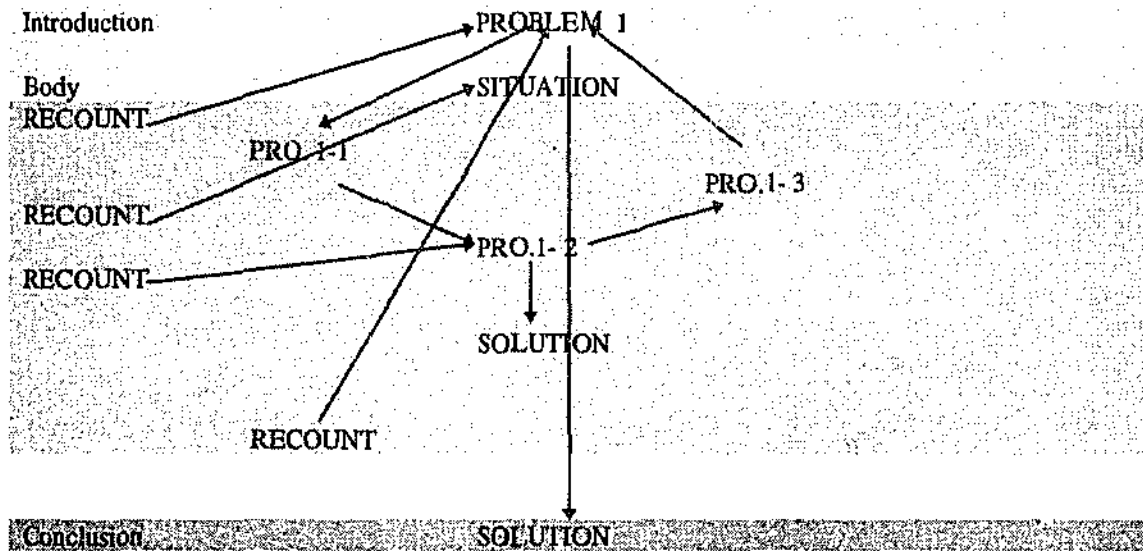 Introduction PROBLEM 1
Body SITUATION
RECOUNT
PRO. 1-1
PRO.1- 3
RECOUNT
PRO.1- 2
RECOUNT
SOLUTION
RECOUNT
Conclusion SOLUTION